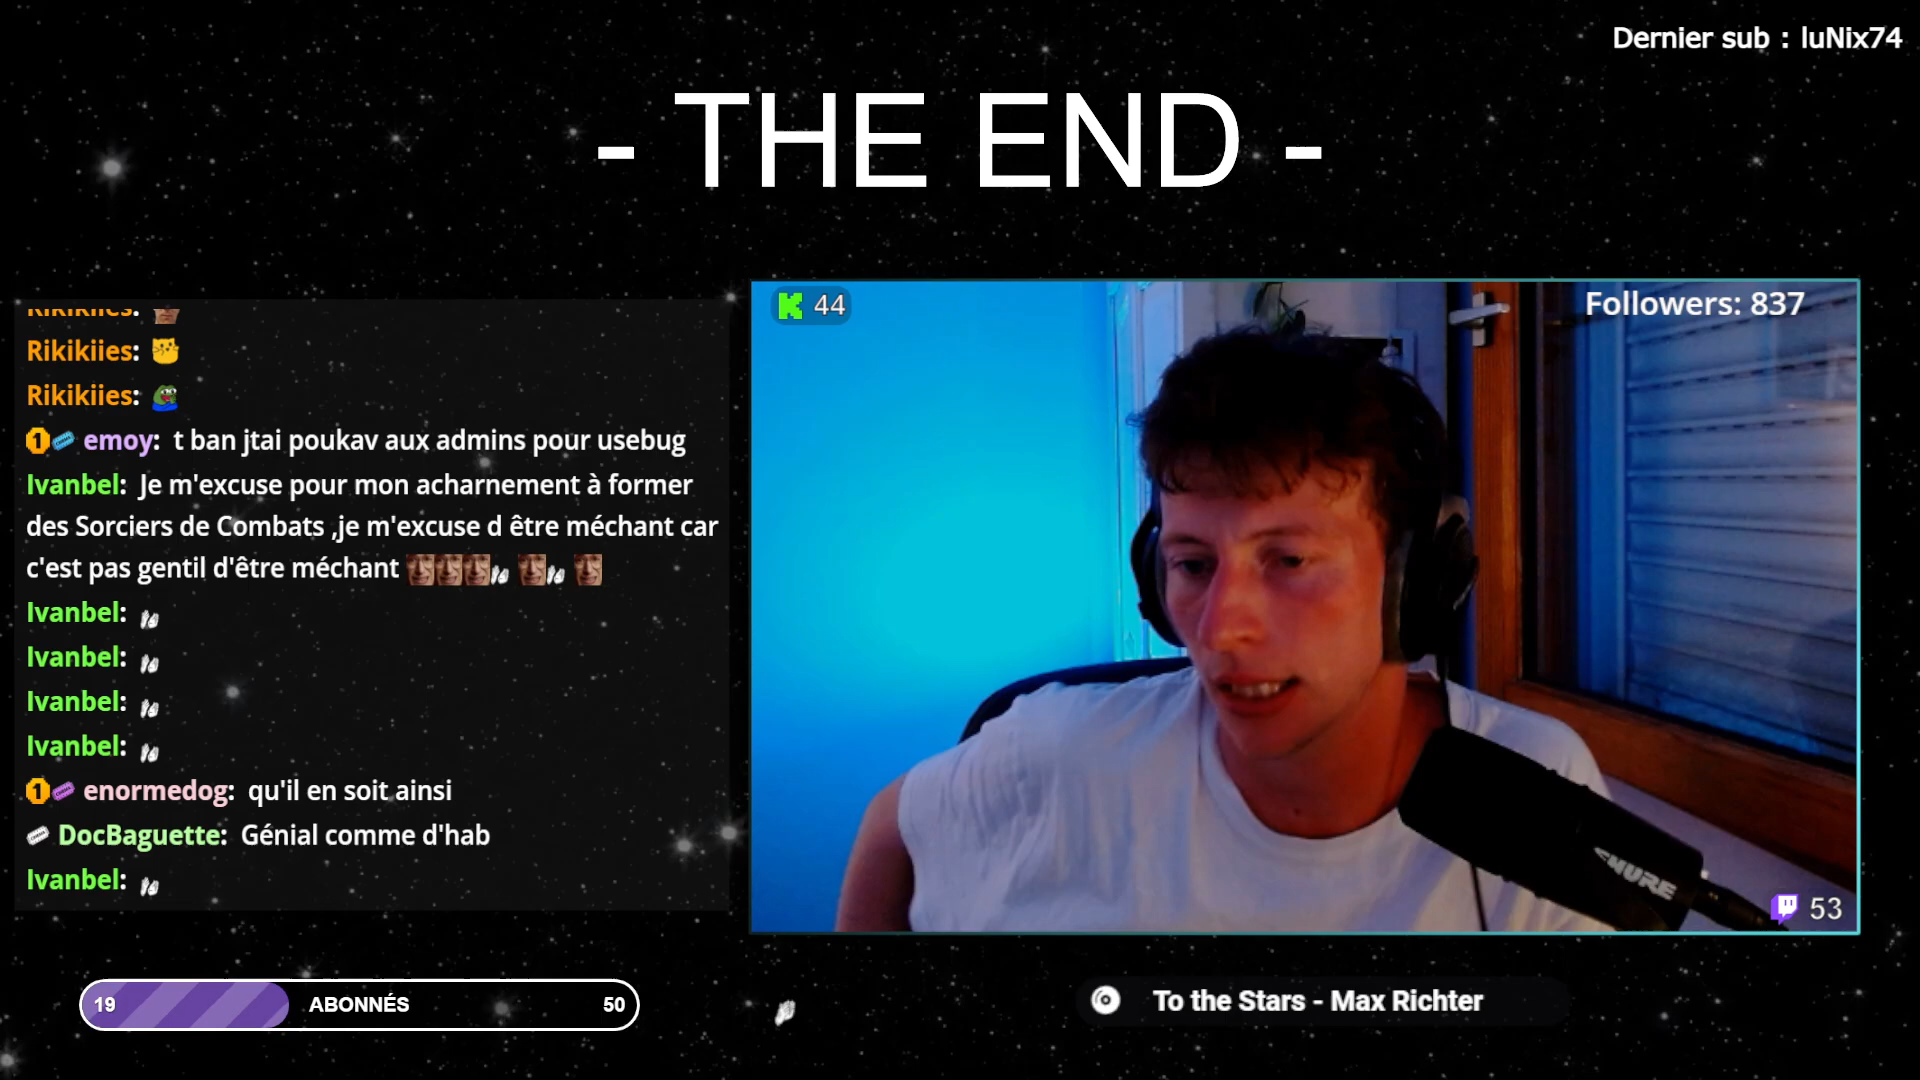 Dernier sub : luNix74
- THE END -
Rikikiies:
Rikikiies:
Rikikiies:
1 emoy: t ban jtai poukav aux admins pour usebug
Ivanbel: Je m'excuse pour mon acharnement à former
des Sorciers de Combats ,je m'excuse d être méchant car
c'est pas gentil d'être méchant
Ivanbel:
Ivanbel:
Ivanbel:
Ivanbel:
1 enormedog: qu'il en soit ainsi
DocBaguette: Génial comme d'hab
Ivanbel:
44
Followers: 837
SHURE
53
19 ABONNÉS 50
To the Stars - Max Richter